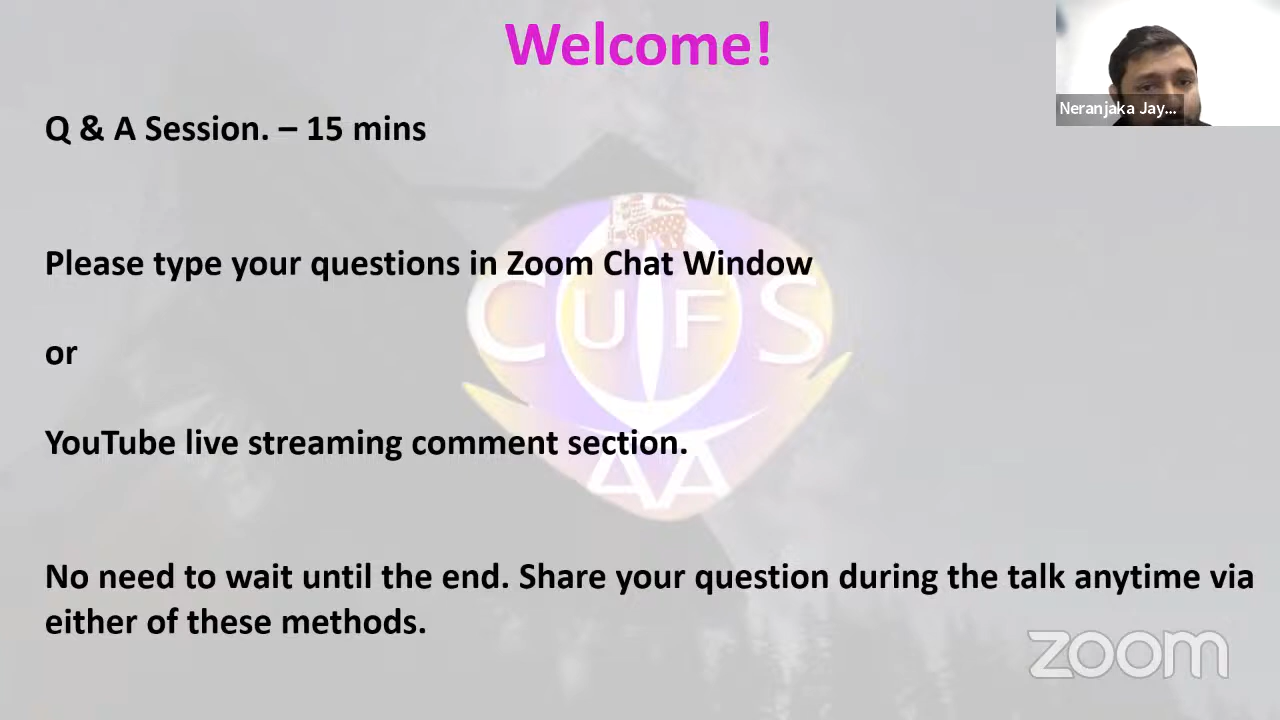 Welcome!
Neranjaka Jay...
Q & A Session. – 15 mins
Please type your questions in Zoom Chat Window
CUFS
or
YouTube live streaming comment section.
AA
No need to wait until the end. Share your question during the talk anytime via
either of these methods.
zoom